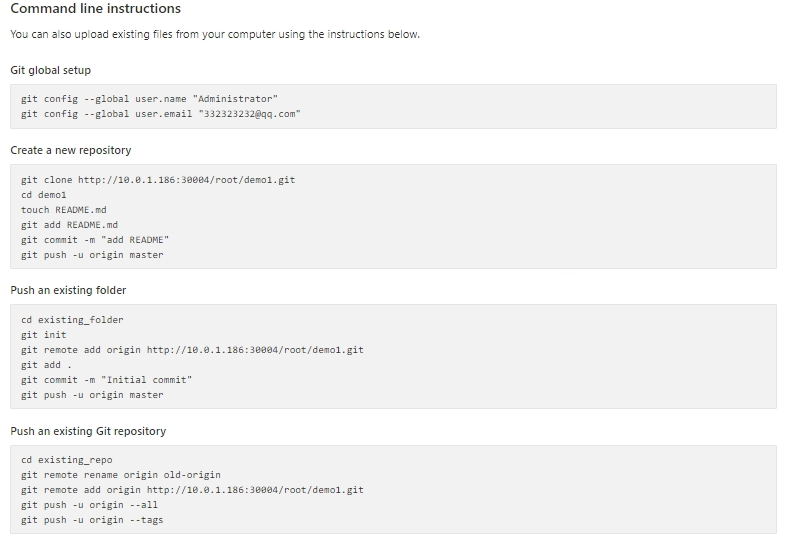 Command line instructions
You can also upload existing files from your computer using the instructions below.
Git global setup
git config --global user.name "Administrator"
git config --global user.email "332323232@qq.com"
Create a new repository
git clone http://10.0.1.186:30004/root/demo1.git
cd demo1
touch README.md
git add README.md
git commit -m "add README"
git push -u origin master
Push an existing folder
cd existing_folder
git init
git remote add origin http://10.0.1.186:30004/root/demo1.git
git add .
git commit -m "Initial commit"
git push -u origin master
Push an existing Git repository
cd existing_repo
git remote rename origin old-origin
git remote add origin http://10.0.1.186:30004/root/demo1.git
git push -u origin --all
git push -u origin --tags